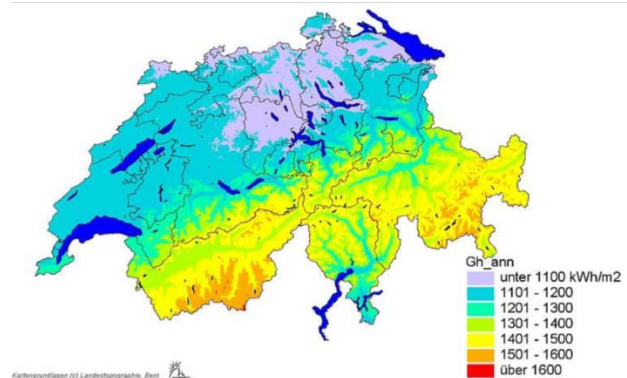 Gh_ann
unter 1100 kWh/m2
1101 - 1200
1201 - 1300
1301 - 1400
1401 - 1500
1501 - 1600
über 1600
Kartengrundlagen (c) Landestopographie, Bern